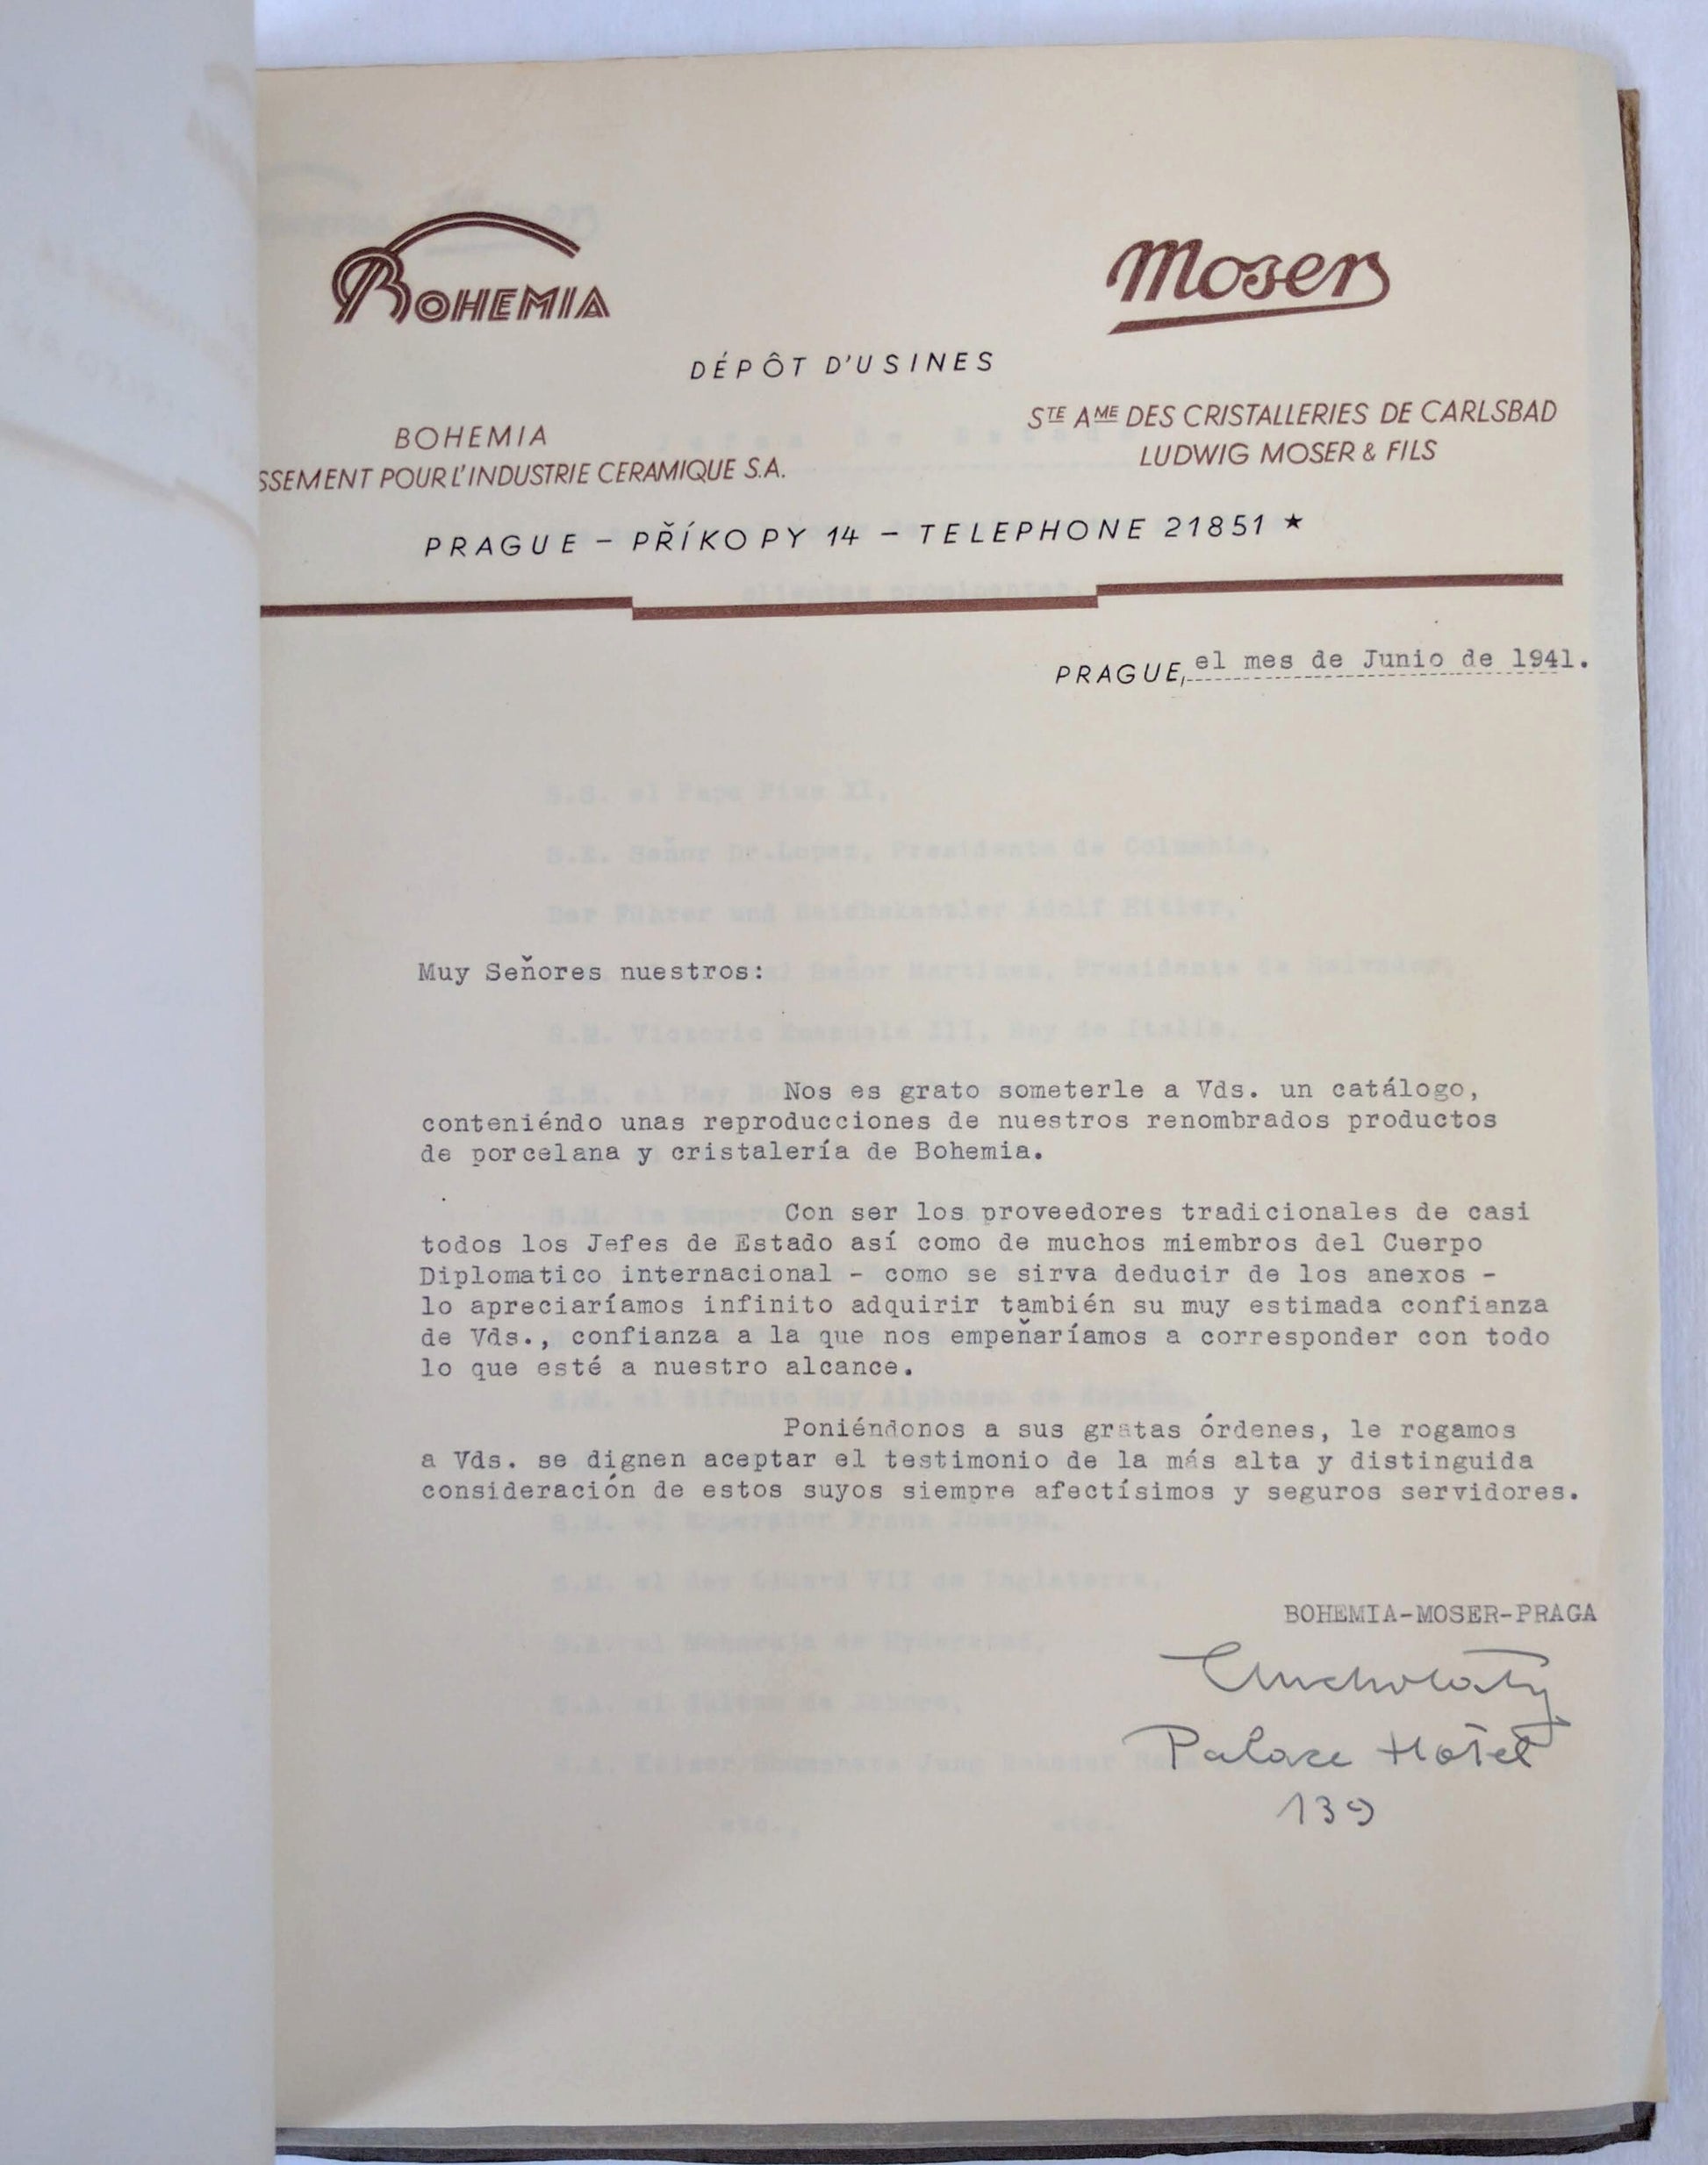 BOHEMIA
Moser
DÉPÔT D'USINES
BOHEMIA
SSEMENT POUR L'INDUSTRIE CERAMIQUE S.A.
STE AME DES CRISTALLERIES DE CARLSBAD
LUDWIG MOSER & FILS
PRAGUE – PŘÍKOPY 14 – TELEPHONE 21851 ★
PRAGUE, el mes de Junio de 1941.
Muy Seňores nuestros:
Nos es grato someterle a Vds. un catálogo,
conteniéndo unas reproducciones de nuestros renombrados productos
de porcelana y cristalería de Bohemia.
Con ser los proveedores tradicionales de casi
todos los Jefes de Estado así como de muchos miembros del Cuerpo
Diplomatico internacional - como se sirva deducir de los anexos -
lo apreciaríamos infinito adquirir también su muy estimada confianza
de Vds., confianza a la que nos empeňaríamos a corresponder con todo
lo que esté a nuestro alcance.
Poniéndonos a sus gratas órdenes, le rogamos
a Vds. se dignen aceptar el testimonio de la más alta y distinguida
consideración de estos suyos siempre afectísimos y seguros servidores.
BOHEMIA-MOSER-PRAGA
Palace Hotel
139